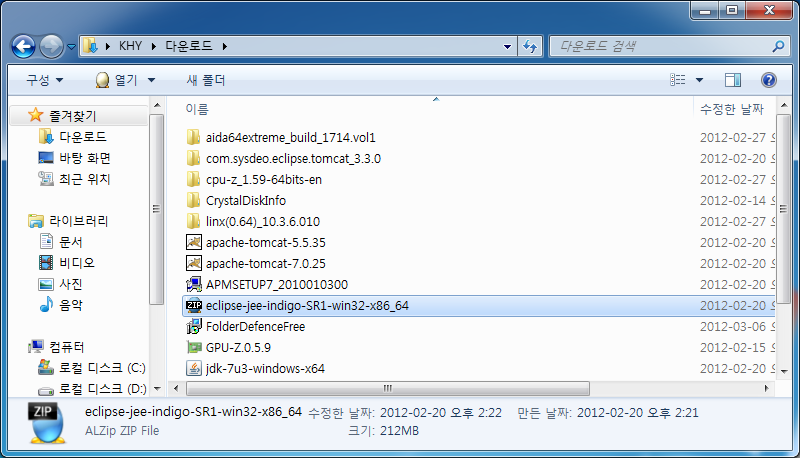 KHY 다운로드
다운로드 검색
구성 열기 새 폴더
즐겨찾기
다운로드
바탕 화면
최근 위치
라이브러리
문서
비디오
사진
음악
컴퓨터
로컬 디스크 (C:)
로컬 디스크 (D:)
이름 수정한 날짜
aida64extreme_build_1714.vol1 2012-02-27 오
com.sysdeo.eclipse.tomcat_3.3.0 2012-02-20 오
cpu-z_1.59-64bits-en 2012-02-27 오
CrystalDiskInfo 2012-02-14 오
linx(0.64)_10.3.6.010 2012-02-27 오
apache-tomcat-5.5.35 2012-02-20 오
apache-tomcat-7.0.25 2012-02-20 오
APMSETUP7_2010010300 2012-02-20 오
ZIP eclipse-jee-indigo-SR1-win32-x86_64 2012-02-20 오
FolderDefenceFree 2012-03-06 오
GPU-Z.0.5.9 2012-02-15 오
jdk-7u3-windows-x64 2012-02-20 오
ZIP
eclipse-jee-indigo-SR1-win32-x86_64 수정한 날짜: 2012-02-20 오후 2:22 만든 날짜: 2012-02-20 오후 2:21
ALZip ZIP File 크기: 212MB